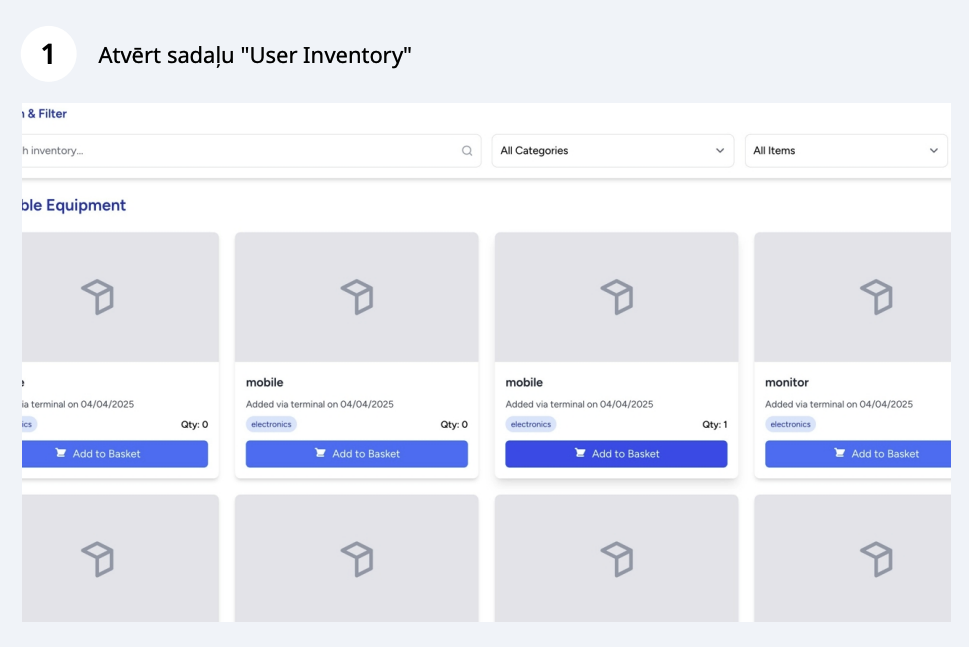 1 Atvērt sadaļu "User Inventory"
& Filter
inventory...
All Categories
All Items
Equipment
mobile
mobile
monitor
terminal on 04/04/2025
Added via terminal on 04/04/2025
Added via terminal on 04/04/2025
Added via terminal on 04/04/2025
Qty: 0
electronics
Qty: 0
electronics
Qty: 1
electronics
Add to Basket
Add to Basket
Add to Basket
Add to Basket